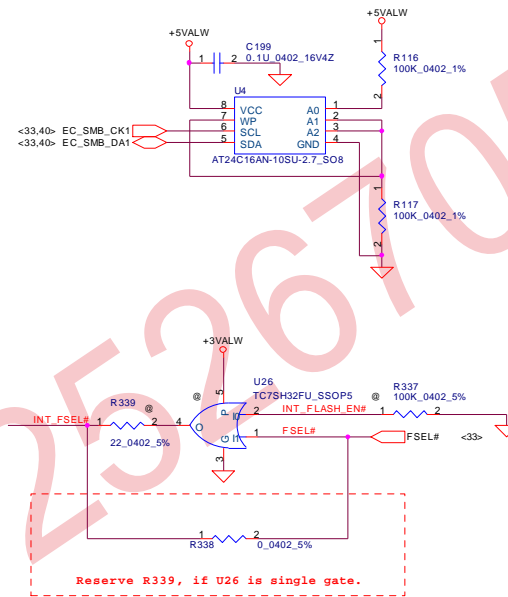 +5VALW
+5VALW
C199
1 2 0.1U_0402_16V4Z
1
R116
100K_0402_1%
2
U4
8 VCC A0 1
7 WP A1 2
<33,40> EC_SMB_CK1 6 SCL A2 3
<33,40> EC_SMB_DA1 5 SDA GND 4
AT24C16AN-10SU-2.7_SO8
1
R117
100K_0402_1%
2
252670
+3VALW
U26
TC7SH32FU_SSOP5
R339 @ @ 5 @ R337
100K_0402_5%
INT_FSEL# 1 2 4 O P I0 2 INT_FLASH_EN# 1 2
22_0402_5% G I1 1 FSEL# FSEL# <33>
3
1 2
R338 0_0402_5%
Reserve R339, if U26 is single gate.